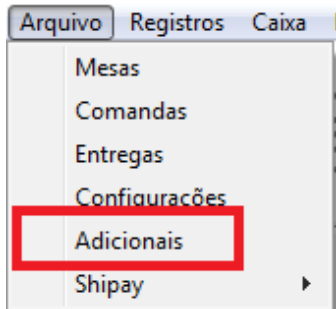 Arquivo Registros Caixa
Mesas
Comandas
Entregas
Configurações
Adicionais
Shipay